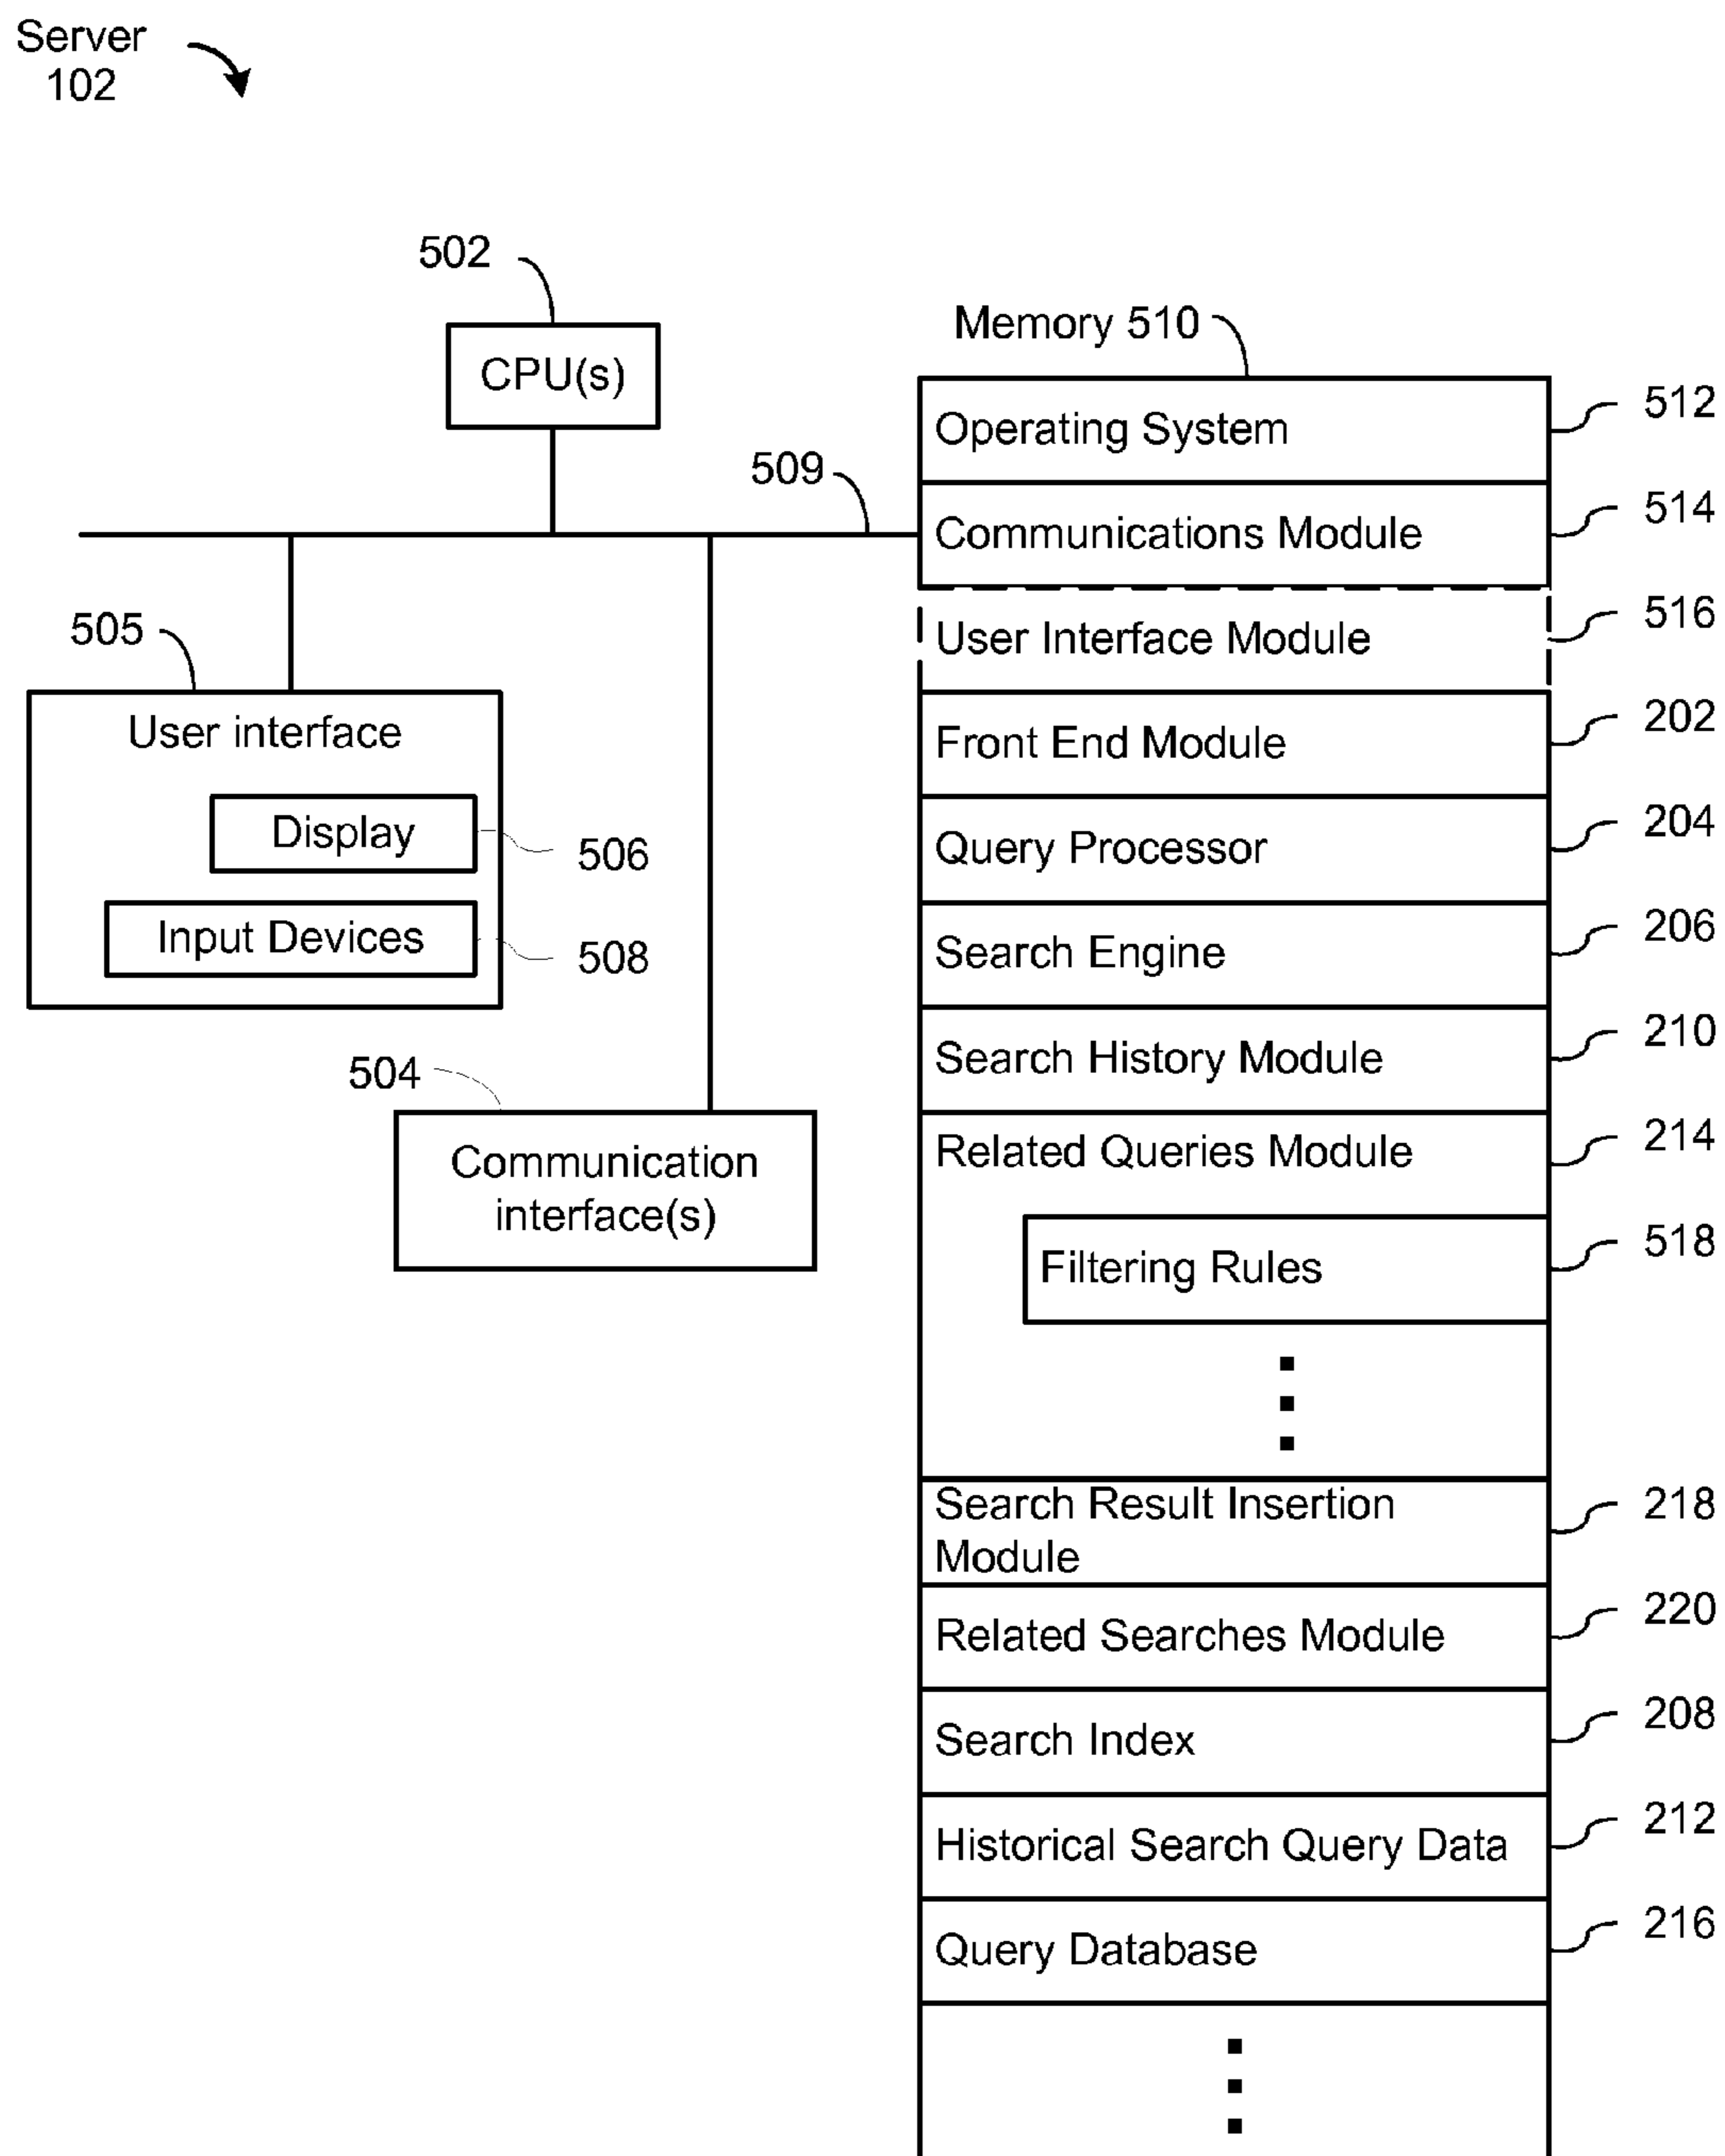 Server
102
502
CPU(s)
509
505
User interface
Display
506
Input Devices
508
504
Communication
interface(s)
Memory 510
Operating System
512
Communications Module
514
User Interface Module
516
Front End Module
202
Query Processor
204
Search Engine
206
Search History Module
210
Related Queries Module
214
Filtering Rules
518
Search Result Insertion
Module
218
Related Searches Module
220
Search Index
208
Historical Search Query Data
212
Query Database
216